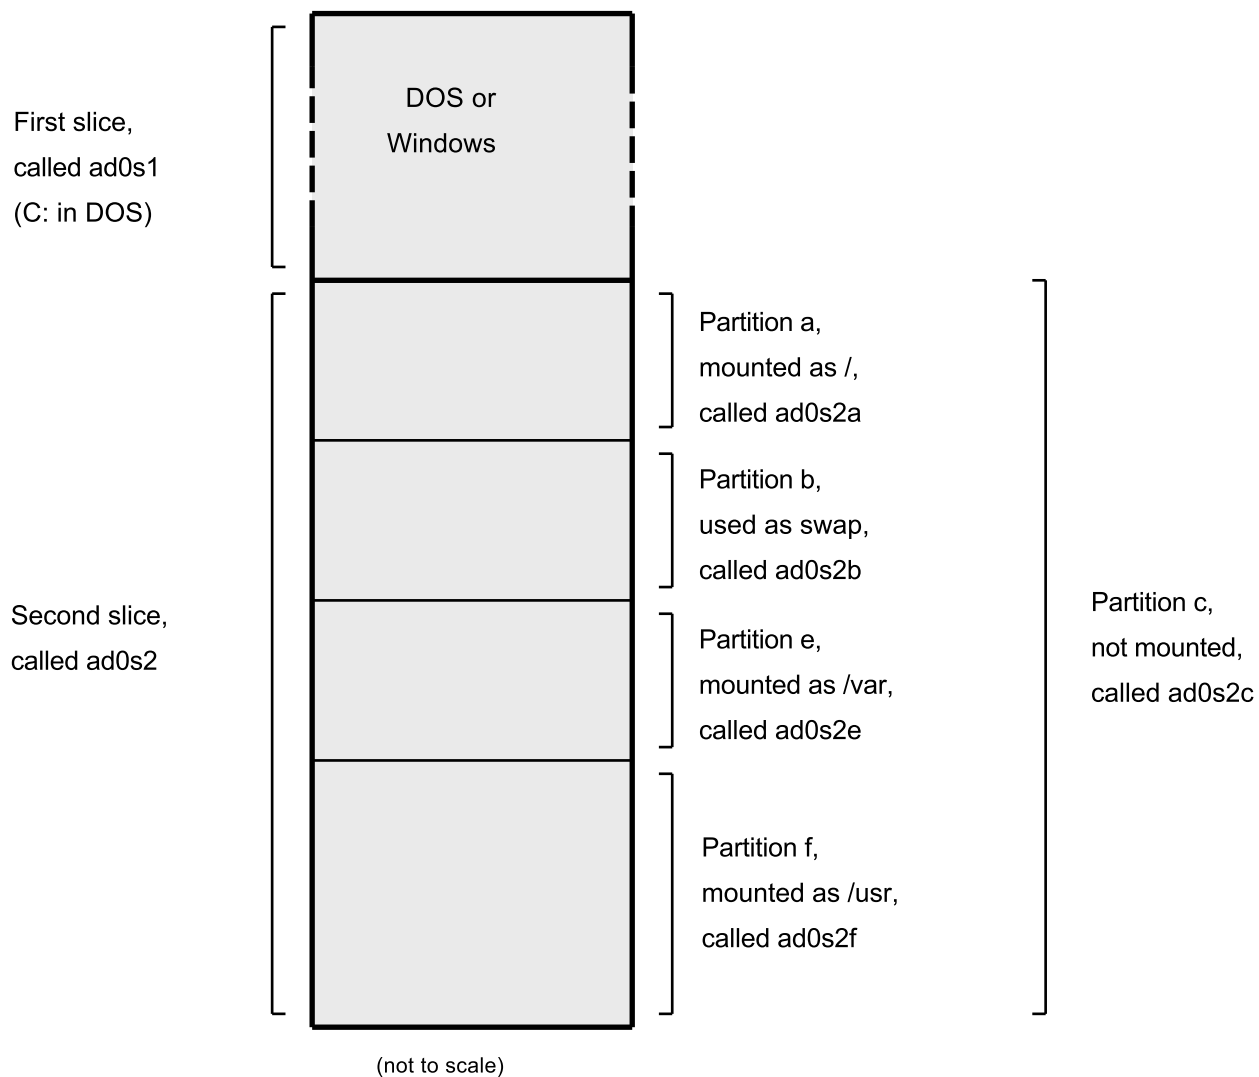 DOS or
Windows
First slice,
called ad0s1
(C: in DOS)
Partition a,
mounted as /,
called ad0s2a
Partition b,
used as swap,
called ad0s2b
Second slice,
called ad0s2
Partition c,
not mounted,
called ad0s2c
Partition e,
mounted as /var,
called ad0s2e
Partition f,
mounted as /usr,
called ad0s2f
(not to scale)